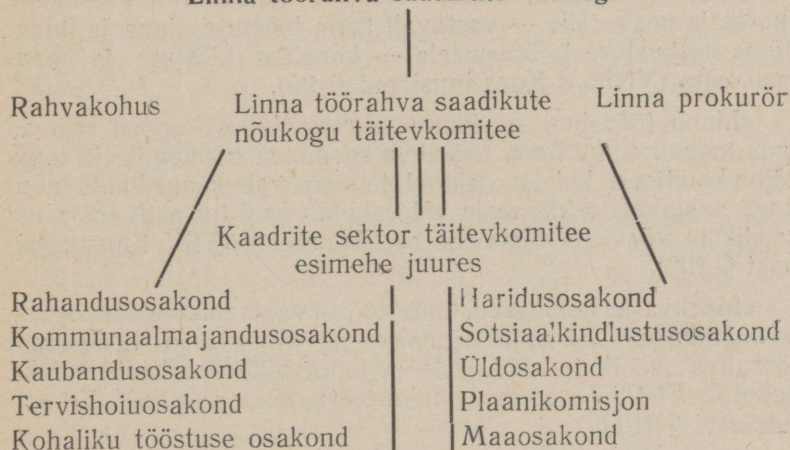 Rahvakohus
Linna töörahva saadikute
nõukogu täitevkomitee
Linna prokurör
Kaadrite sektor täitevkomitee
esimehe juures
Rahandusosakond
Kommunaalmajandusosakond
Kaubandusosakond
Tervishoiuosakond
Kohaliku tööstuse osakond
Haridusosakond
Sotsiaalkindlustusosakond
Üldosakond
Plaanikomisjon
Maaosakond